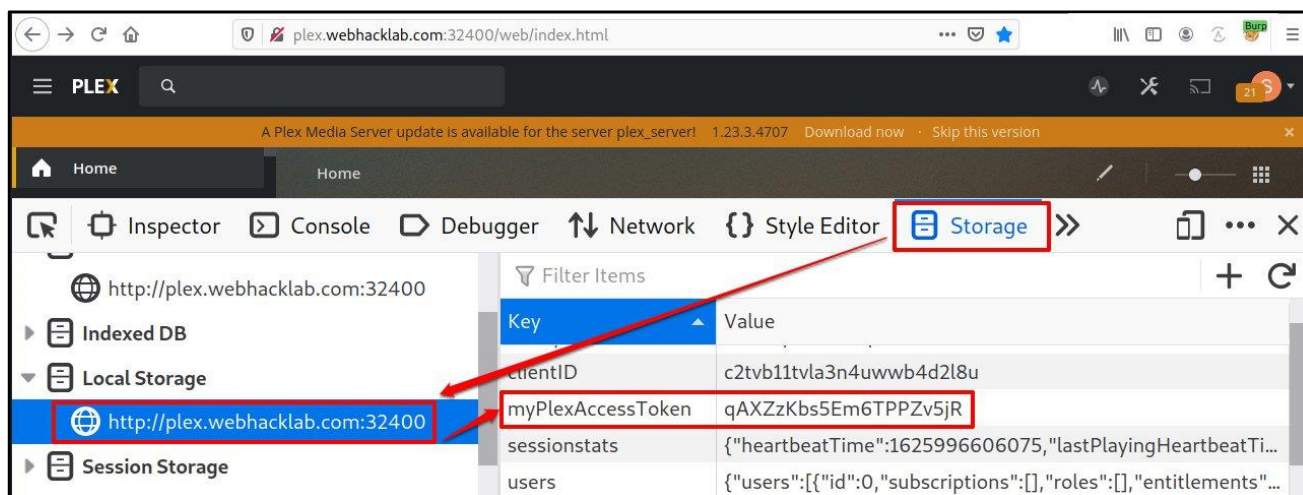 plex.webhacklab.com:32400/web/index.html
Burp
PLEX
21 S
A Plex Media Server update is available for the server plex_server! 1.23.3.4707 Download now · Skip this version
Home
Home
Inspector Console Debugger Network Style Editor Storage
http://plex.webhacklab.com:32400
Filter Items
Indexed DB
Key Value
Local Storage
clientID c2tvb11tvla3n4uwwb4d2l8u
http://plex.webhacklab.com:32400
myPlexAccessToken qAXZzKbs5Em6TPPZv5jR
sessionstats {"heartbeatTime":1625996606075,"lastPlayingHeartbeatTi...
Session Storage
users {"users":[{"id":0,"subscriptions":[],"roles":[],"entitlements"...